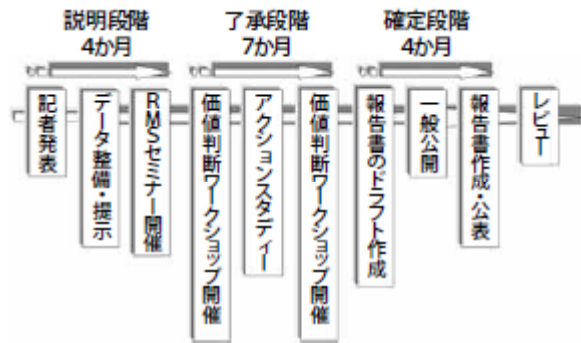 説明段階
4か月
了承段階
7か月
確定段階
4か月
記者発表
データ整備・提示
RMSセミナー開催
価値判断ワークショップ開催
アクションスタディー
価値判断ワークショップ開催
報告書のドラフト作成
一般公開
報告書作成・公表
レビュー